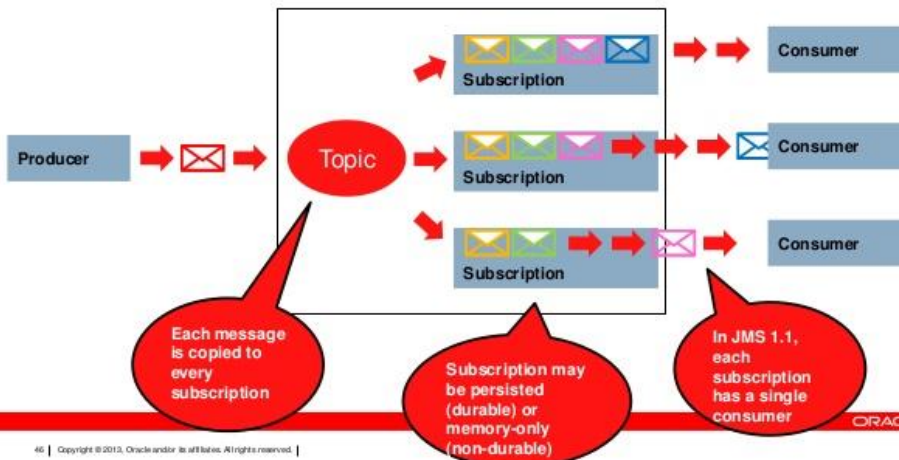 Subscription
Consumer
Producer
Topic
Subscription
Consumer
Subscription
Consumer
Each message
is copied to
every
subscription
Subscription may
be persisted
(durable) or
memory-only
(non-durable)
In JMS 1.1,
each
subscription
has a single
consumer
ORAC
46 | Copyright © 2013, Oracle and/or its affiliates. All rights reserved. |